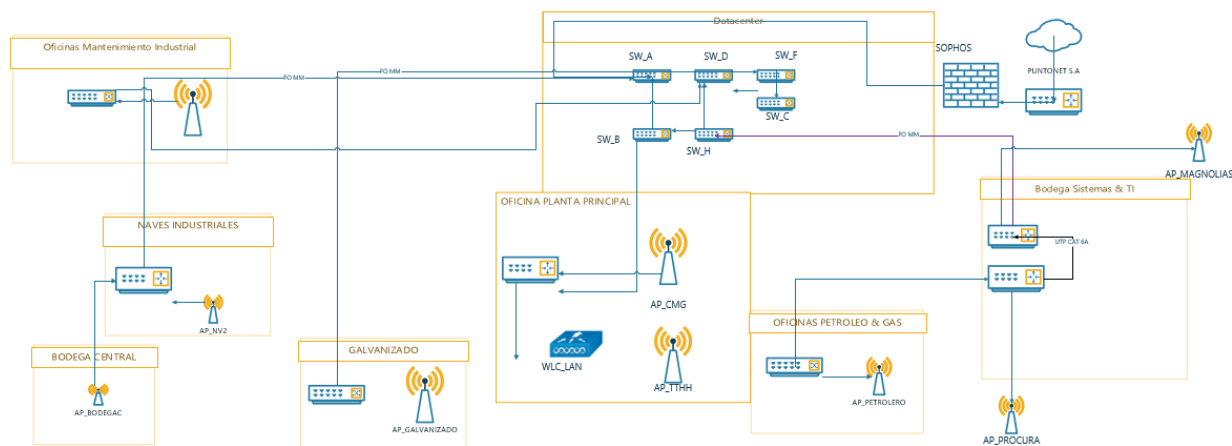 Datacenter
Oficinas Mantenimiento Industrial
SOPHOS
PUNTONET S.A
SW_A
SW_D
SW_F
FO MM
FO MM
SW_C
SW_B
SW_H
FO MM
AP_MAGNOLIAS
Bodega Sistemas & TI
OFICINA PLANTA PRINCIPAL
NAVES INDUSTRIALES
UTP CAT 6A
AP_CMG
AP_NV2
OFICINAS PETROLEO & GAS
BODEGA CENTRAL
GALVANIZADO
WLC_LAN
AP_TTHH
AP_PETROLERO
AP_BODEGAC
AP_GALVANIZADO
AP_PROCURA